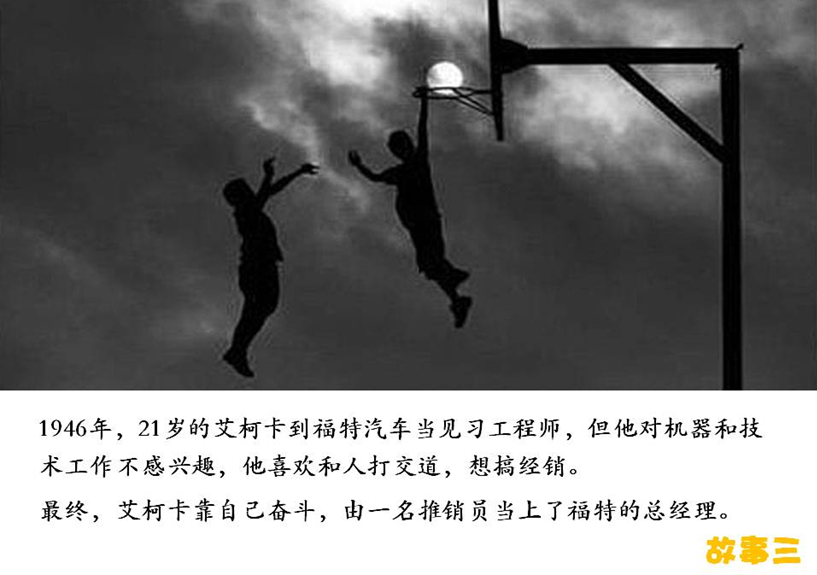 1946年，21岁的艾柯卡到福特汽车当见习工程师，但他对机器和技
术工作不感兴趣，他喜欢和人打交道，想搞经销。
最终，艾柯卡靠自己奋斗，由一名推销员当上了福特的总经理。
故事三